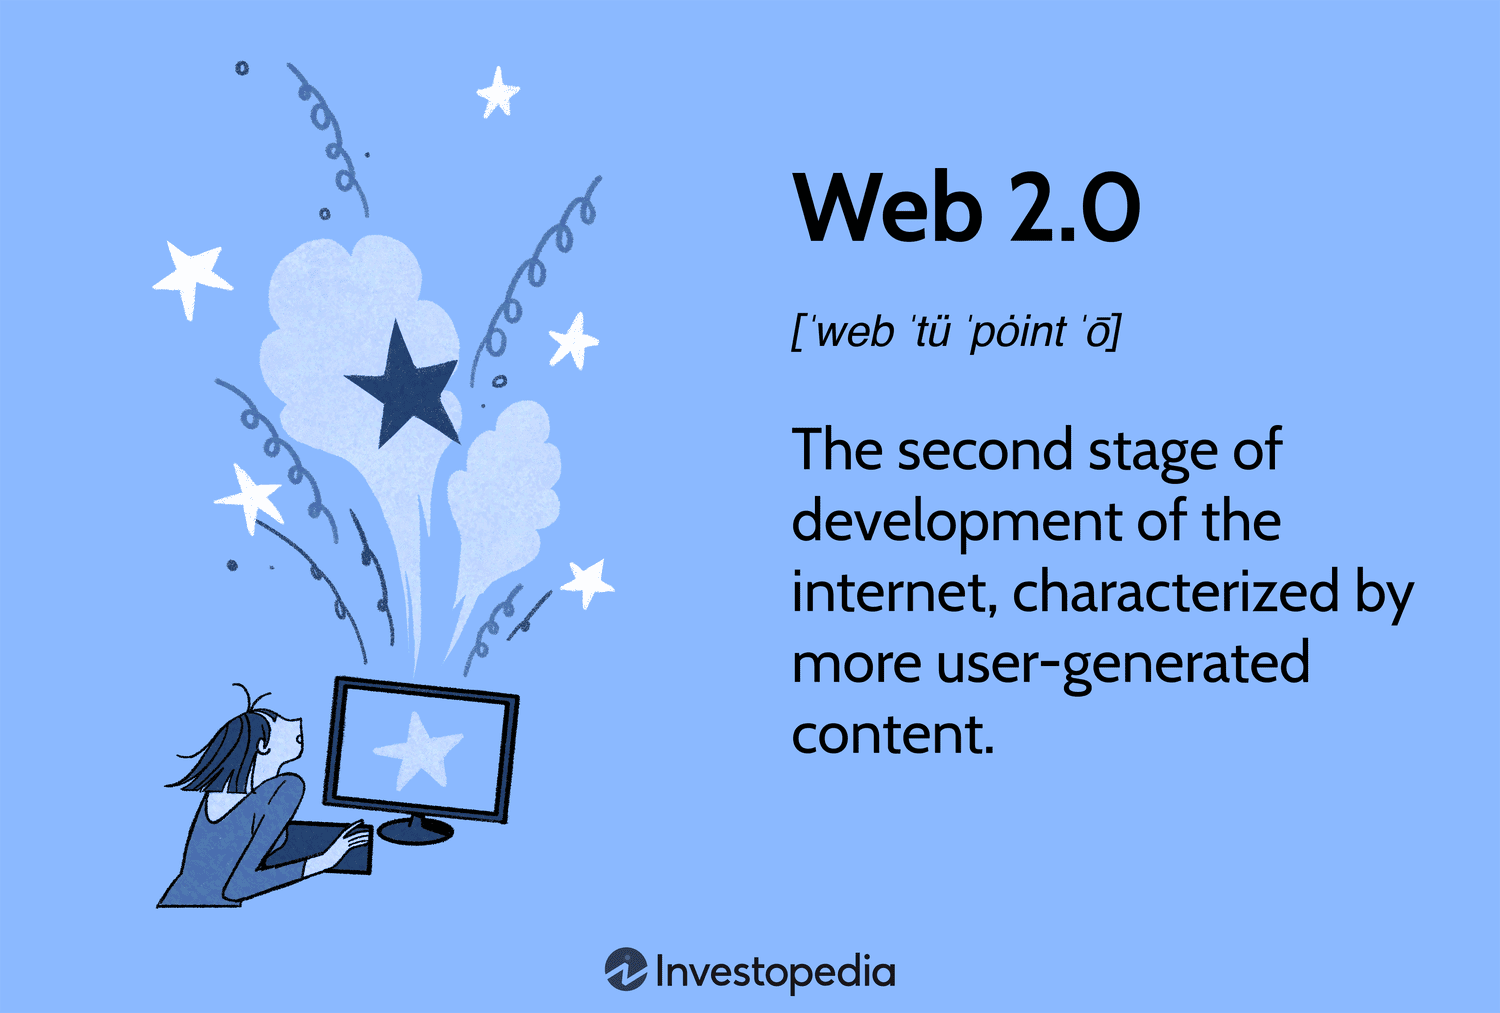 Web 2.0
[ˈweb ˈtü ˈpȯint ˈō]
The second stage of
development of the
internet, characterized by
more user-generated
content.
Investopedia